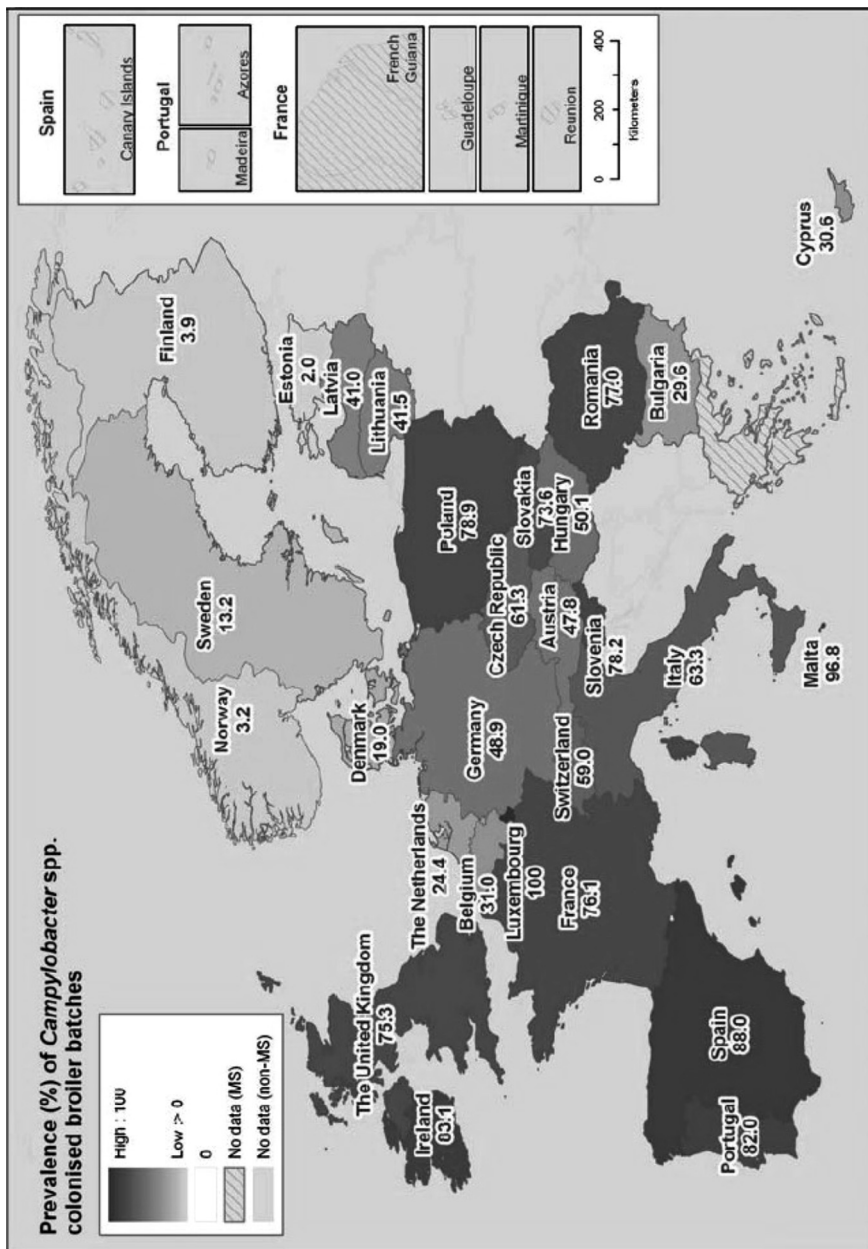 Prevalence (%) of Campylobacter spp.
colonised broiler batches
High : 100
Low > 0
0
No data (MS)
No data (non-MS)
Norway
3.2
Sweden
13.2
Finland
3.9
Estonia
2.0
Latvia
41.0
Lithuania
41.5
Denmark
19.0
The United Kingdom
75.3
Ireland
83.1
The Netherlands
24.4
Belgium
31.0
Luxembourg
100
Germany
48.9
Poland
78.9
Czech Republic
61.3
Slovakia
73.6
Hungary
50.1
Austria
47.8
Switzerland
59.0
Slovenia
78.2
France
76.1
Italy
63.3
Romania
77.0
Bulgaria
29.6
Portugal
82.0
Spain
88.0
Malta
96.8
Cyprus
30.6
Spain
Canary Islands
Portugal
Madeira
Azores
France
French
Guiana
Guadeloupe
Martinique
Reunion
0 200 400
Kilometers